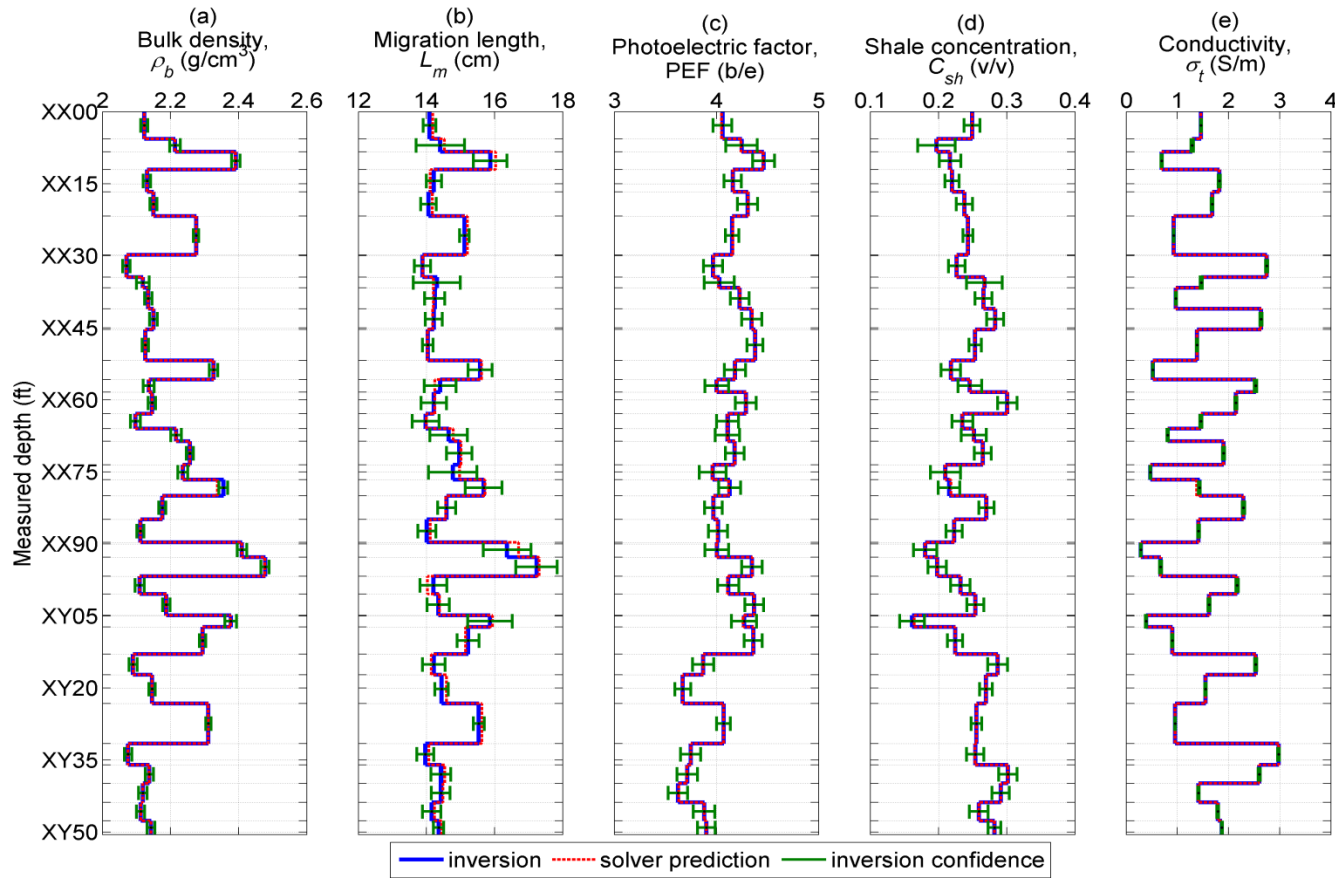 (a)
Bulk density,
ρb (g/cm3)
2 2.2 2.4 2.6
(b)
Migration length,
Lm (cm)
12 14 16 18
(c)
Photoelectric factor,
PEF (b/e)
3 4 5
(d)
Shale concentration,
Csh (v/v)
0.1 0.2 0.3 0.4
(e)
Conductivity,
σt (S/m)
0 1 2 3 4
Measured depth (ft)
XX00
XX15
XX30
XX45
XX60
XX75
XX90
XY05
XY20
XY35
XY50
inversion solver prediction inversion confidence